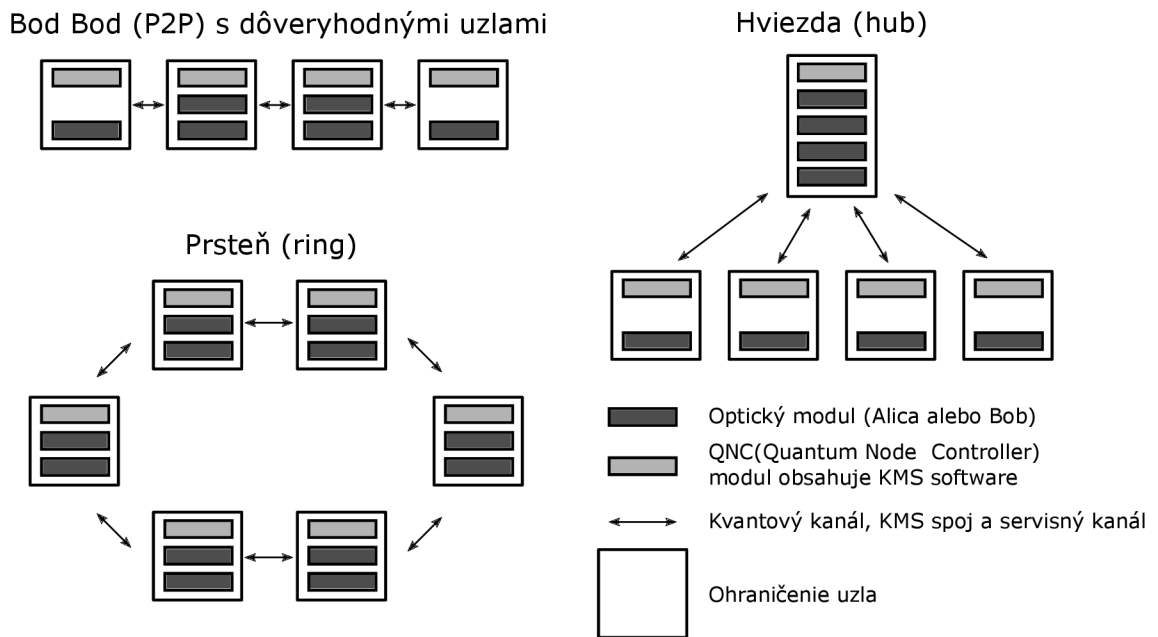 Bod Bod (P2P) s dôveryhodnými uzlami
Hviezda (hub)
Prsteň (ring)
Optický modul (Alica alebo Bob)
QNC(Quantum Node Controller)
modul obsahuje KMS software
Kvantový kanál, KMS spoj a servisný kanál
Ohraničenie uzla